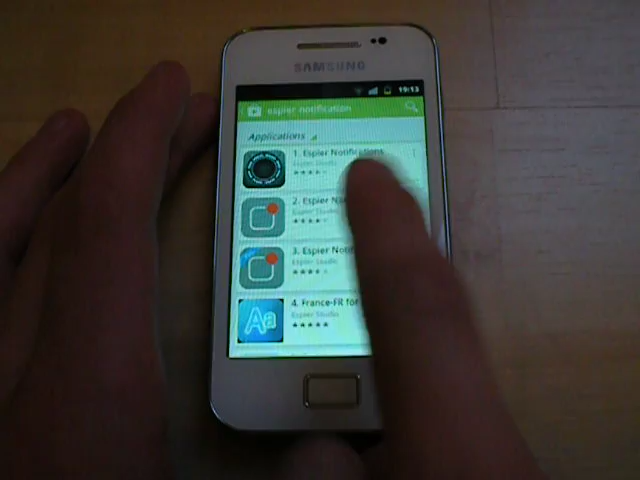 SAMSUNG
19:13
espier notification
Applications
1. Espier Notifications
Espier Studio
2. Espier
Espier Studio
3. Espier
Espier Studio
Aa
4. France-FR for
Espier Studio